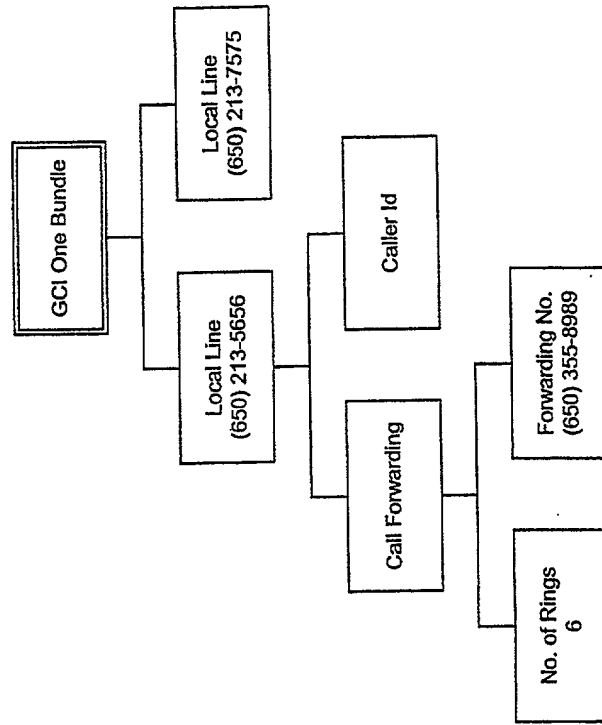 GCI One Bundle
Local Line
(650) 213-5656
Local Line
(650) 213-7575
Call Forwarding
Caller Id
No. of Rings
6
Forwarding No.
(650) 355-8989